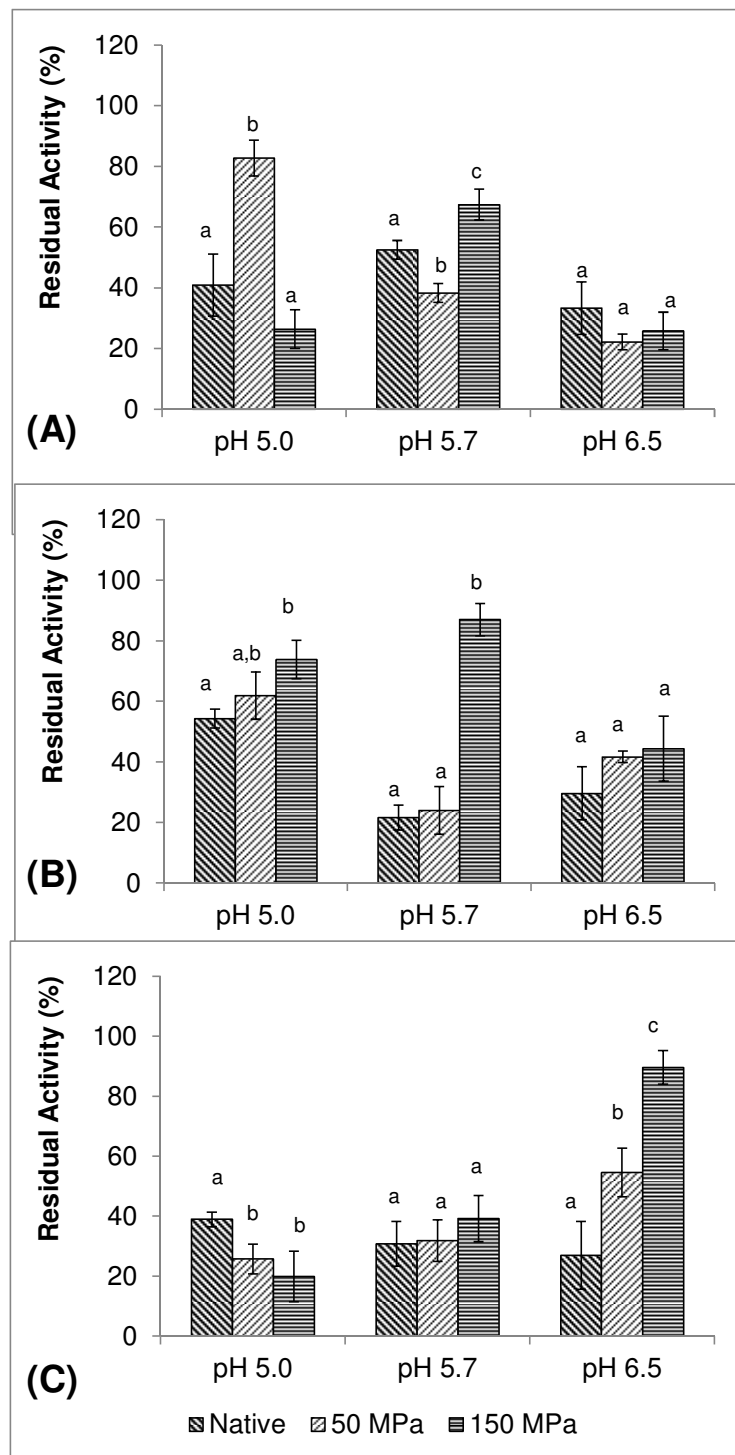 120
100
80
60
40
20
0
Residual Activity (%)
a
b
a
a
b
c
a
a
a
(A)
pH 5.0 pH 5.7 pH 6.5
120
100
80
60
40
20
0
Residual Activity (%)
a
a,b
b
a
a
b
a
a
a
(B)
pH 5.0 pH 5.7 pH 6.5
120
100
80
60
40
20
0
Residual Activity (%)
a
b
b
a
a
a
a
b
c
(C)
pH 5.0 pH 5.7 pH 6.5
Native 50 MPa 150 MPa